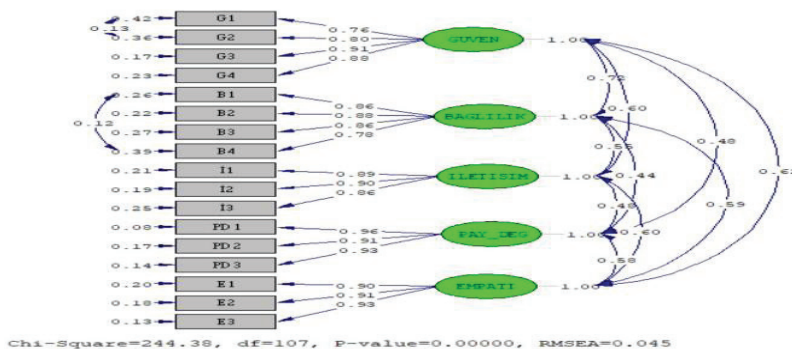 0.42 G1
0.13
0.76
0.36 G2 0.80 GUVEN 1.00
0.17 G3 0.91
0.23 G4 0.88
0.72
0.26 B1
0.86 0.60
0.22 B2 0.88 BAGLILIK 1.00
0.12
0.27 B3 0.86
0.48
0.39 B4 0.78
0.55
0.21 I1 0.89
0.19 I2 0.90 ILETISIM 1.00 0.44
0.25 I3 0.86
0.59
0.48
0.08 PD1 0.96
0.17 PD2 0.91 PAY_DEG 1.00 0.60
0.14 PD3 0.93
0.58
0.20 E1 0.90
0.18 E2 0.91 EMPATI 1.00
0.13 E3 0.93
Chi-Square=244.38, df=107, P-value=0.00000, RMSEA=0.045